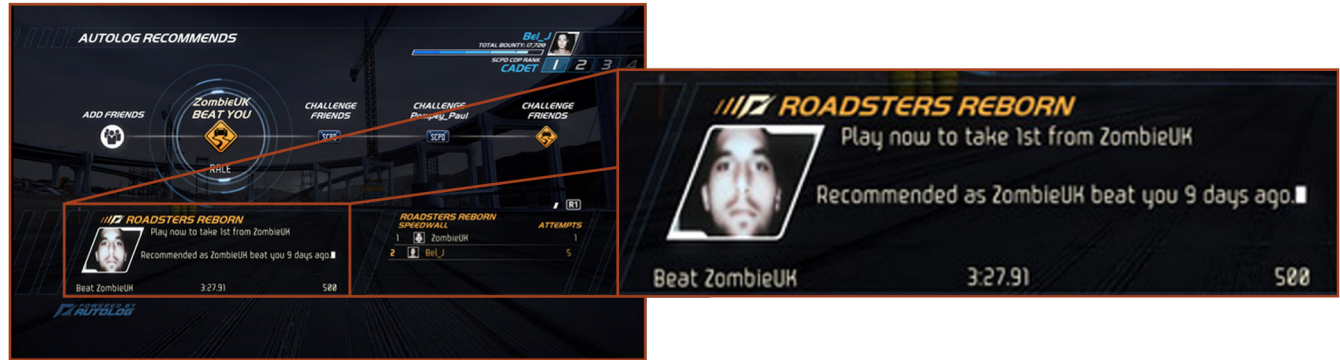 AUTOLOG RECOMMENDS
Bel_J
TOTAL BOUNTY: 17,720
SCPD COP RANK
CADET 1 2 3 4
ADD FRIENDS
ZombieUK
BEAT YOU
CHALLENGE
FRIENDS
CHALLENGE
Pompey_Paul
CHALLENGE
FRIENDS
SCPD
SCPD
RACE
R1
ROADSTERS REBORN
Play now to take 1st from ZombieUK
Recommended as ZombieUK beat you 9 days ago.
Beat ZombieUK 3:27.91 500
ROADSTERS REBORN
SPEEDWALL ATTEMPTS
1 ZombieUK 1
2 Bel_J 5
POWERED BY
AUTOLOG
ROADSTERS REBORN
Play now to take 1st from ZombieUK
Recommended as ZombieUK beat you 9 days ago.
Beat ZombieUK 3:27.91 500